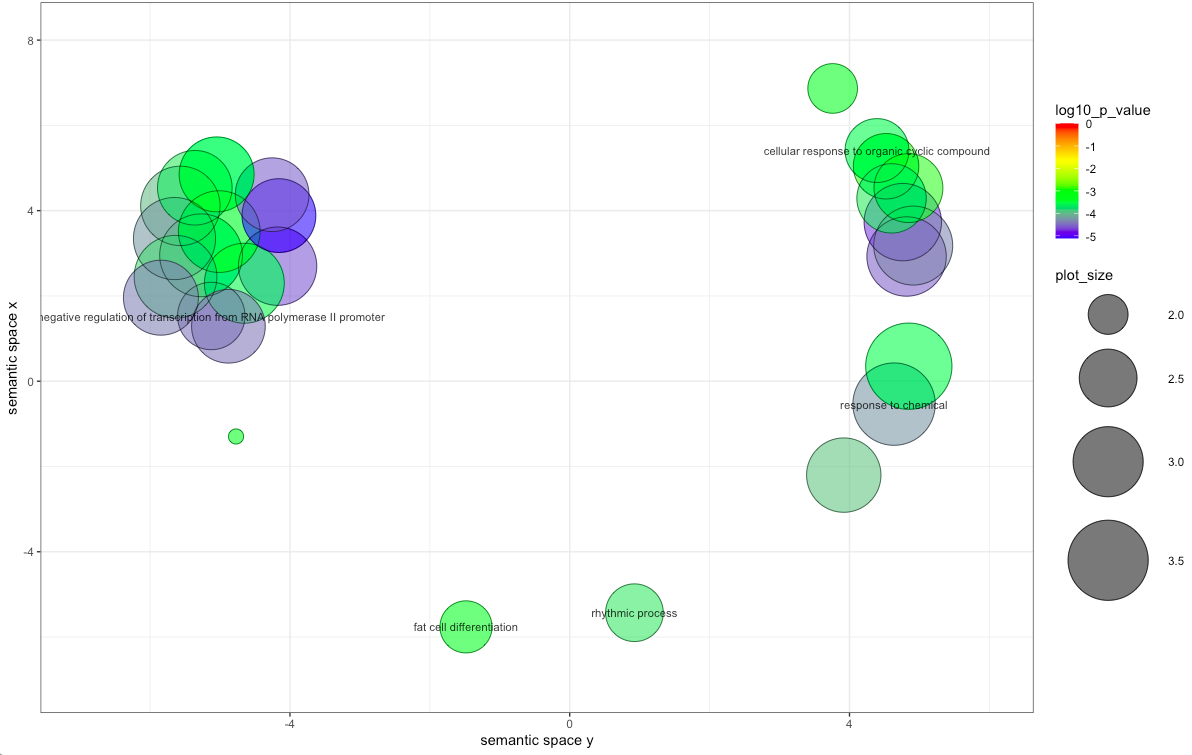 8
4
0
-4
semantic space x
-4
0
4
semantic space y
cellular response to organic cyclic compound
negative regulation of transcription from RNA polymerase II promoter
response to chemical
rhythmic process
fat cell differentiation
log10_p_value
0
-1
-2
-3
-4
-5
plot_size
2.0
2.5
3.0
3.5